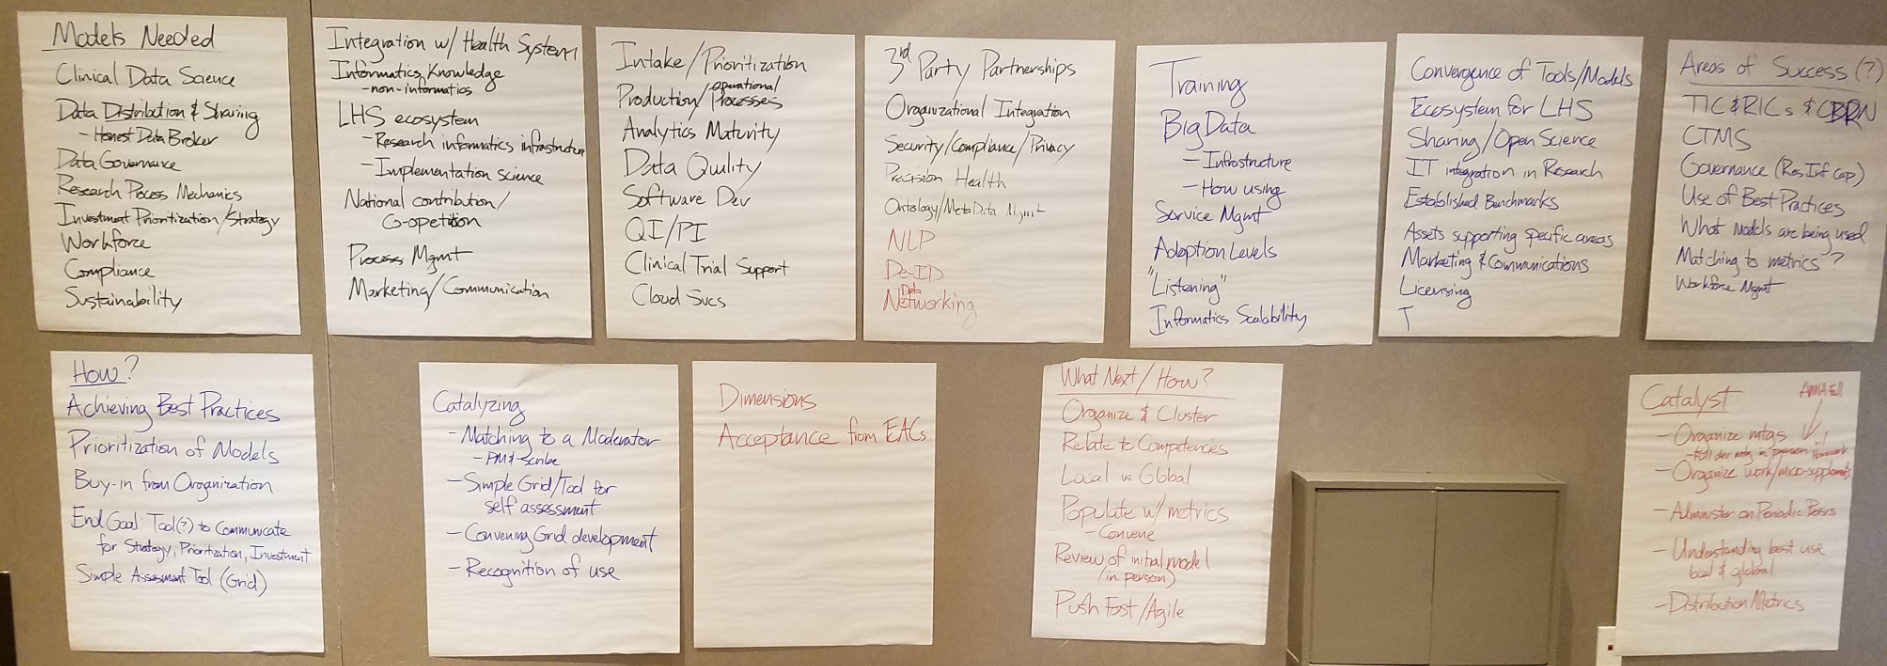 Models Needed
Clinical Data Science
Data Distribution & Sharing
- Honest Data Broker
Data Governance
Research Process Mechanics
Investment Prioritization/Strategy
Workforce
Compliance
Sustainability
Integration w/ Health System
Informatics Knowledge
- non-informatics
LHS ecosystem
- Research informatics infrastructure
- Implementation science
National contribution/
Co-opetition
Process Mgmt
Marketing/Communication
Intake/Prioritization
operational
Production/processes
Analytics Maturity
Data Quality
Software Dev
QI/PI
Clinical Trial Support
Cloud Svcs
3rd Party Partnerships
Organizational Integration
Security/Compliance/Privacy
Precision Health
Ontology/MetaData Mgmt
NLP
De-ID
Data
Networking
Training
Big Data
- Infrastructure
- How using
Service Mgmt
Adoption Levels
"Listening"
Informatics Scalability
Convergence of Tools/Models
Ecosystem for LHS
Sharing/Open Science
IT integration in Research
Established Benchmarks
Assets supporting specific areas
Marketing & Communications
Licensing
T
Areas of Success (?)
TIC & RICs &
CTMS
Governance (Res. Inf cap)
Use of Best Practices
What models are being used
Matching to metrics?
Workforce Mgmt
How?
Achieving Best Practices
Prioritization of Models
Buy-in from Organization
End Goal Tool(?) to Communicate
for Strategy, Prioritization, Investment
Simple Assessment Tool (Grid)
Catalyzing
- Matching to a Moderator
- PM & scribe
- Simple Grid/Tool for
self assessment
- Convening Grid development
- Recognition of use
Dimensions
Acceptance from EACs
What Next/How?
Organize & Cluster
Relate to Competencies
Local vs Global
Populate w/ metrics
- Convene
Review of initial model
(in person)
Push Fast/Agile
Catalyst
- Organize mtgs
- Full day mtg in person
- Organize work/
- Administer on Periodic
- Understanding best use
local & global
- Distribution Metrics